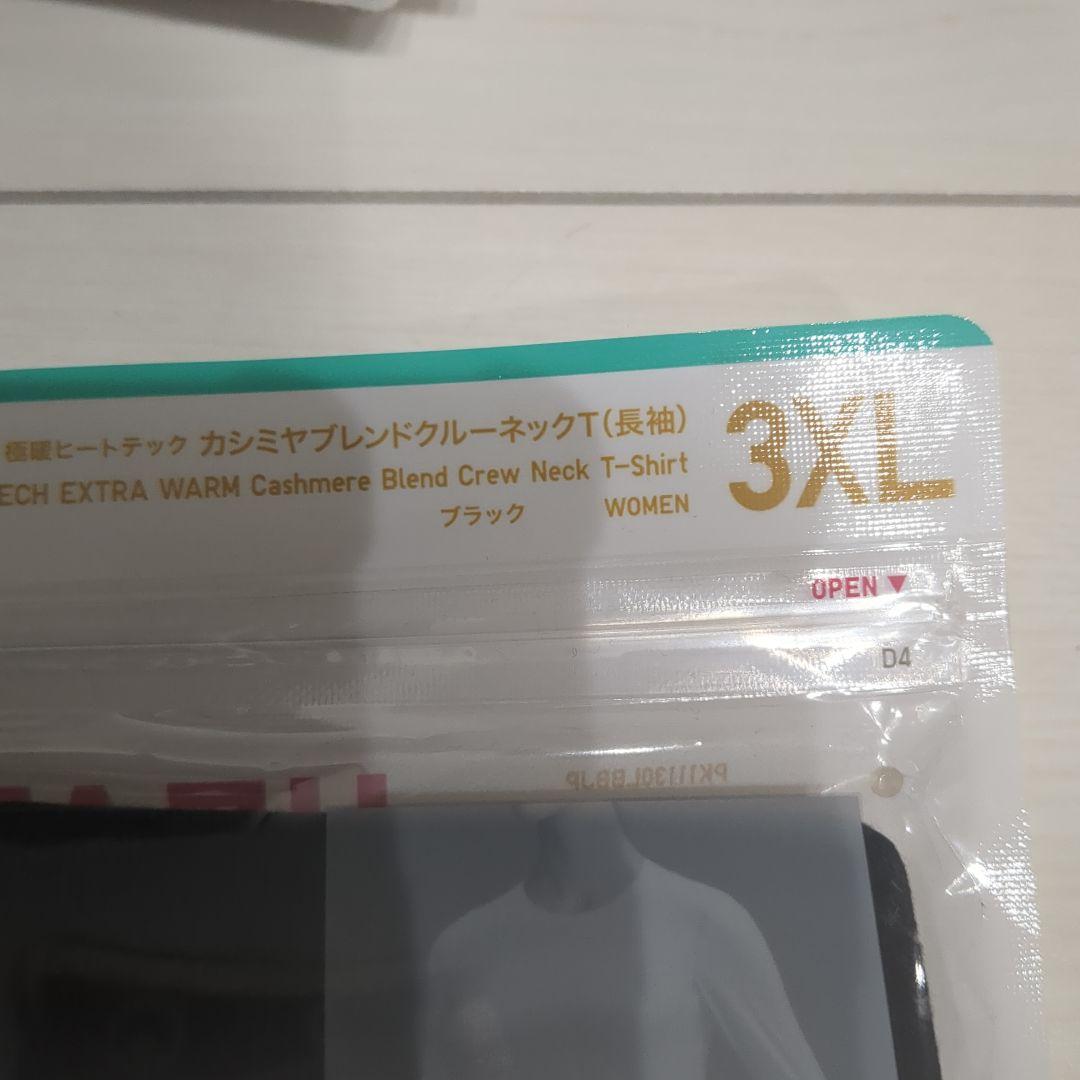 極暖ヒートテック カシミヤブレンドクルーネックT(長袖)
ECH EXTRA WARM Cashmere Blend Crew Neck T-Shirt
ブラック WOMEN
3XL
OPEN ▼
D4
PK11130LBBJP